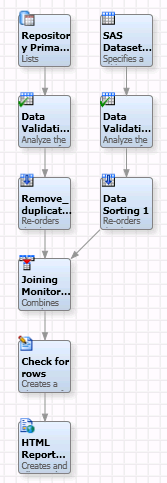 Repositor
y Prima...
Lists
SAS
Dataset...
Specifies a
Data
Validati...
Analyze the
Data
Validati...
Analyze the
Remove_
duplicat...
Re-orders
Data
Sorting 1
Re-orders
Joining
Monitor...
Combines
Check for
rows
Creates a
HTML
Report...
Creates and